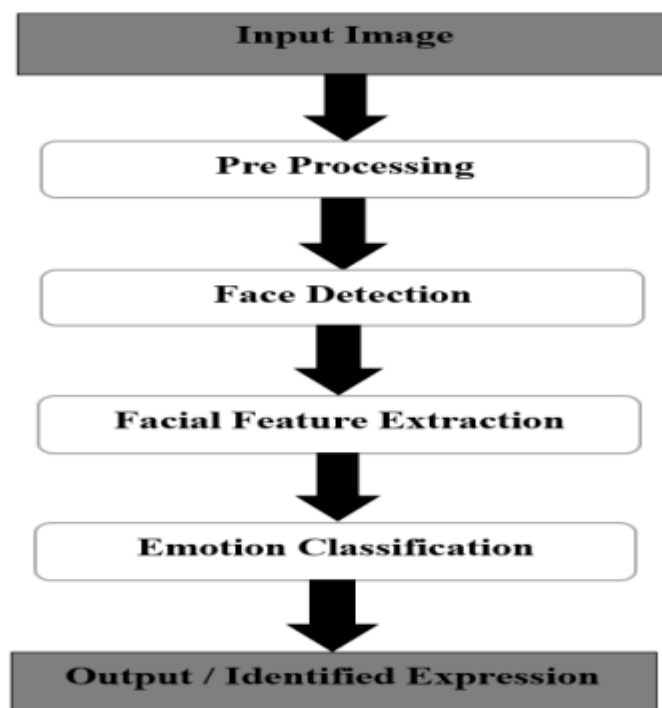 Input Image
Pre Processing
Face Detection
Facial Feature Extraction
Emotion Classification
Output / Identified Expression